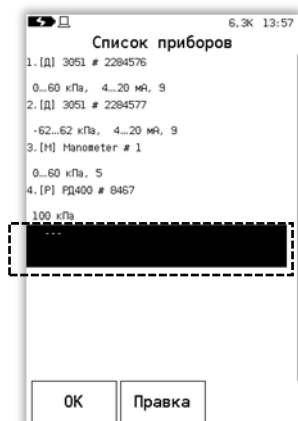 6,3K 13:57
Список приборов
1.[Д] 3051 # 2284576
0…60 кПа, 4…20 мА, 9
2.[Д] 3051 # 2284577
-62…62 кПа, 4…20 мА, 9
3.[М] Manometer # 1
0…60 кПа, 5
4.[Р] РД400 # 8467
100 кПа
---
ОК Правка